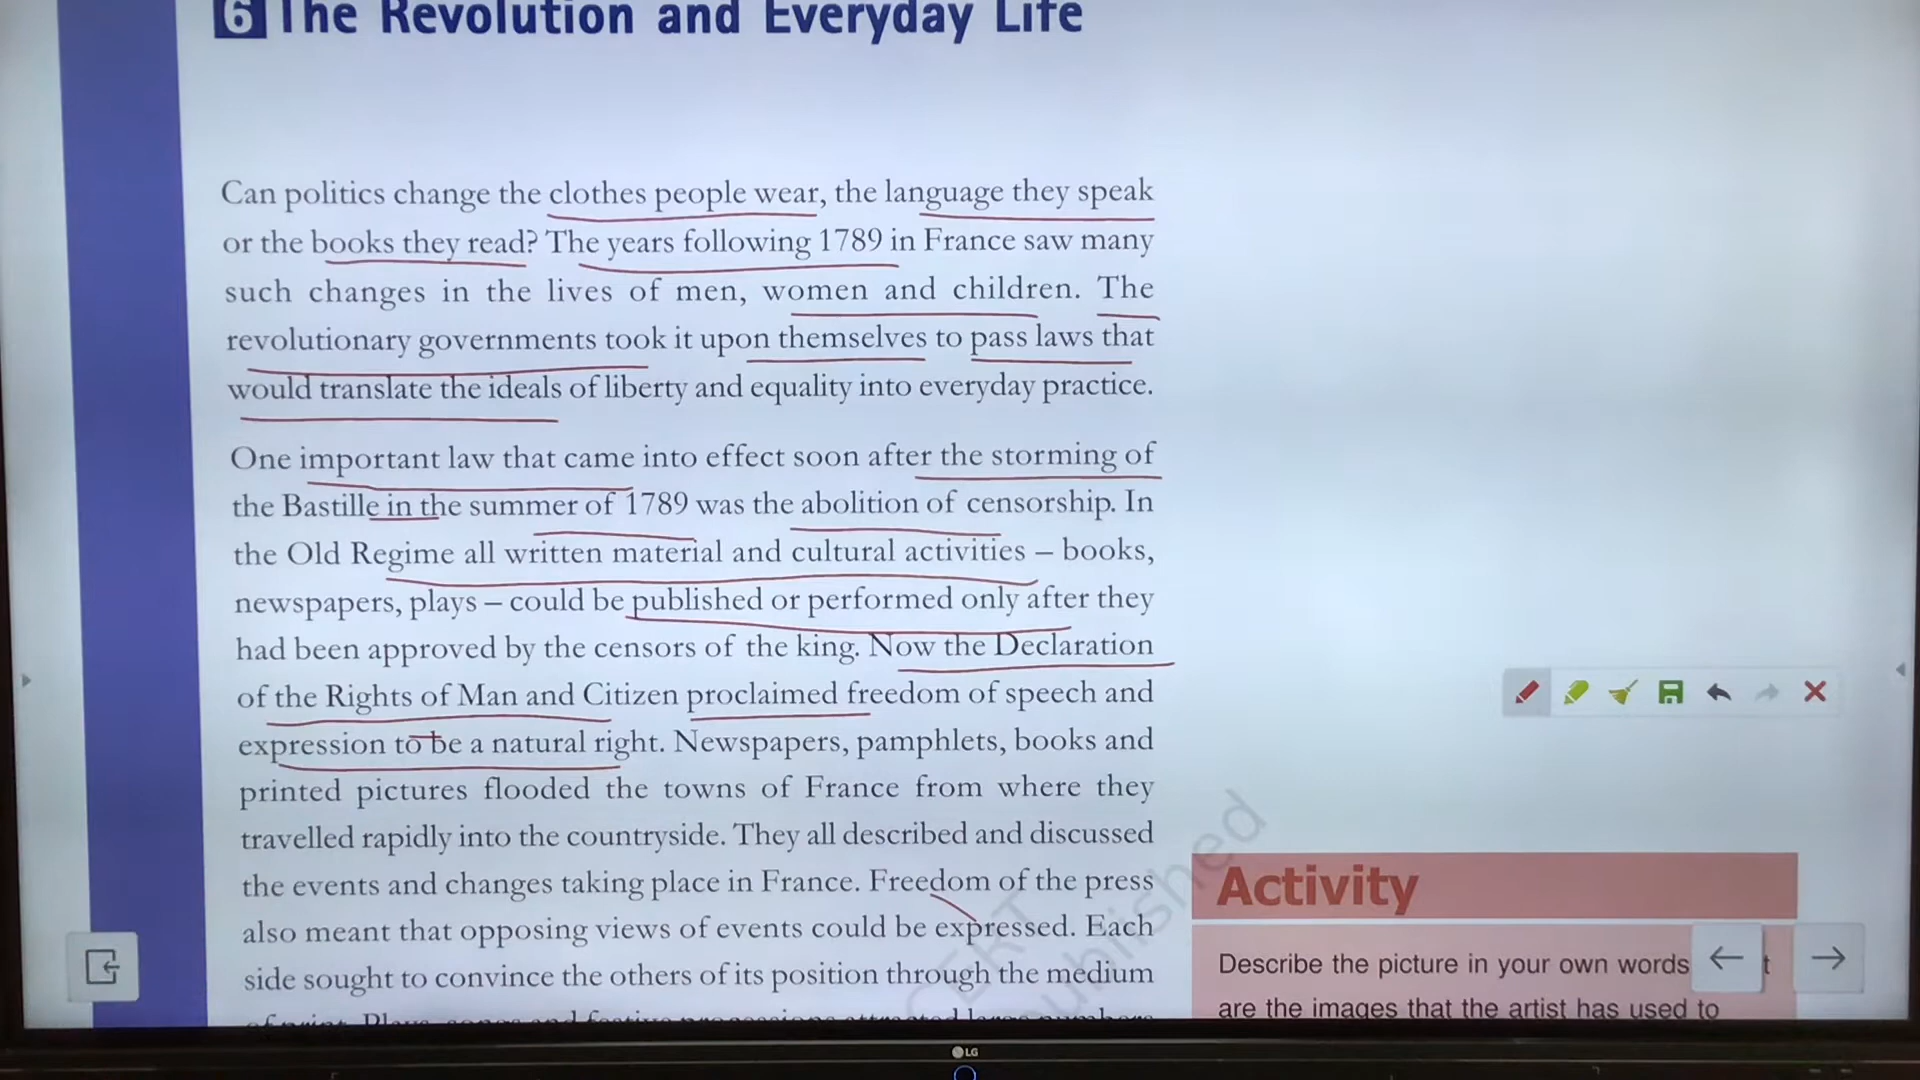 6 The Revolution and Everyday Life
Can politics change the clothes people wear, the language they speak
or the books they read? The years following 1789 in France saw many
such changes in the lives of men, women and children. The
revolutionary governments took it upon themselves to pass laws that
would translate the ideals of liberty and equality into everyday practice.
One important law that came into effect soon after the storming of
the Bastille in the summer of 1789 was the abolition of censorship. In
the Old Regime all written material and cultural activities – books,
newspapers, plays – could be published or performed only after they
had been approved by the censors of the king. Now the Declaration
of the Rights of Man and Citizen proclaimed freedom of speech and
expression to be a natural right. Newspapers, pamphlets, books and
printed pictures flooded the towns of France from where they
travelled rapidly into the countryside. They all described and discussed
the events and changes taking place in France. Freedom of the press
also meant that opposing views of events could be expressed. Each
side sought to convince the others of its position through the medium
Activity
Describe the picture in your own words
are the images that the artist has used to
LG